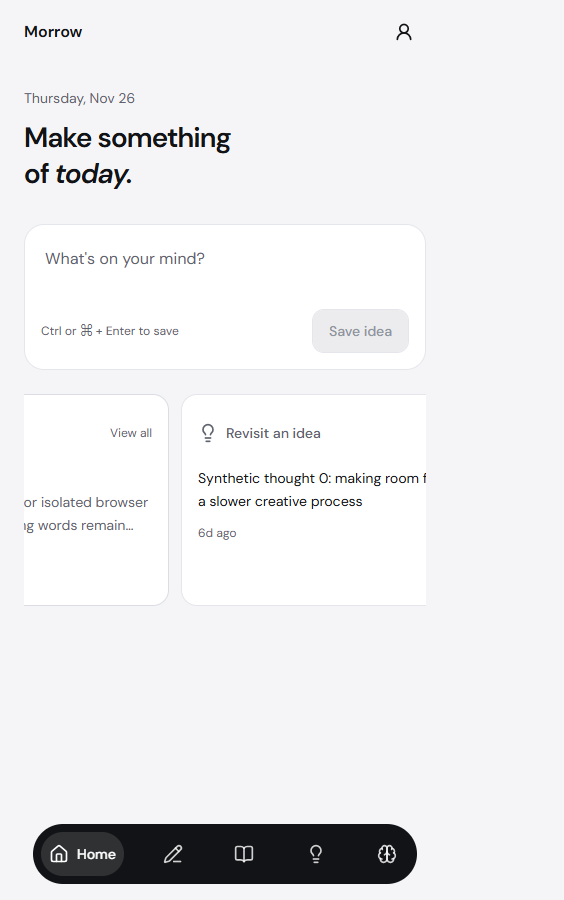 Morrow
Thursday, Nov 26
Make something
of today.
What's on your mind?
Ctrl or ⌘ + Enter to save
Save idea
View all
or isolated browser
words remain...
Revisit an idea
Synthetic thought 0: making room
a slower creative process
6d ago
Home